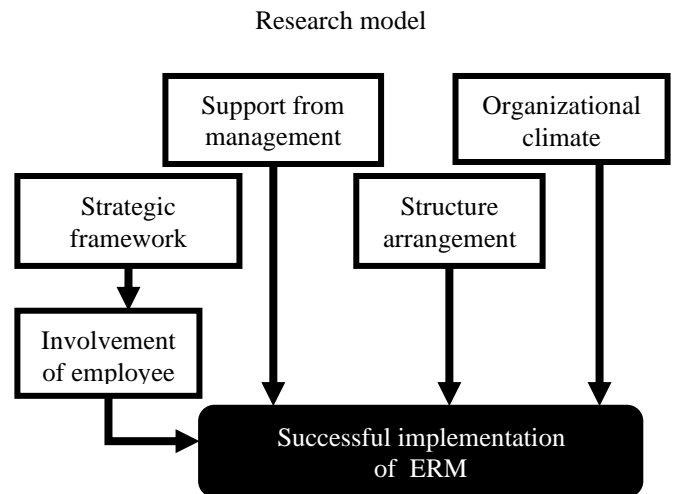 Research model
Support from
management
Organizational
climate
Strategic
framework
Structure
arrangement
Involvement
of employee
Successful implementation
of ERM